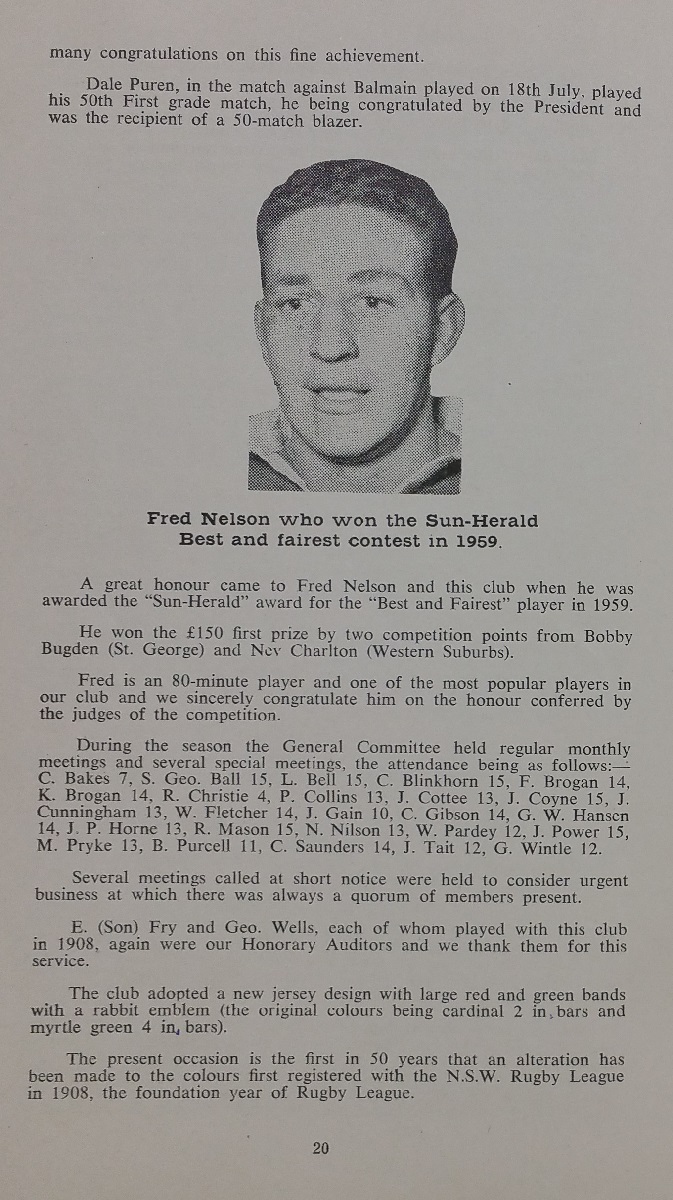 many congratulations on this fine achievement.
Dale Puren, in the match against Balmain played on 18th July, played
his 50th First grade match, he being congratulated by the President and
was the recipient of a 50-match blazer.
Fred Nelson who won the Sun-Herald
Best and fairest contest in 1959.
A great honour came to Fred Nelson and this club when he was
awarded the “Sun-Herald” award for the “Best and Fairest” player in 1959.
He won the £150 first prize by two competition points from Bobby
Bugden (St. George) and Nev Charlton (Western Suburbs).
Fred is an 80-minute player and one of the most popular players in
our club and we sincerely congratulate him on the honour conferred by
the judges of the competition.
During the season the General Committee held regular monthly
meetings and several special meetings, the attendance being as follows:—
C. Bakes 7, S. Geo. Ball 15, L. Bell 15, C. Blinkhorn 15, F. Brogan 14,
K. Brogan 14, R. Christie 4, P. Collins 13, J. Cottee 13, J. Coyne 15, J.
Cunningham 13, W. Fletcher 14, J. Gain 10, C. Gibson 14, G. W. Hansen
14, J. P. Horne 13, R. Mason 15, N. Nilson 13, W. Pardey 12, J. Power 15,
M. Pryke 13, B. Purcell 11, C. Saunders 14, J. Tait 12, G. Wintle 12.
Several meetings called at short notice were held to consider urgent
business at which there was always a quorum of members present.
E. (Son) Fry and Geo. Wells, each of whom played with this club
in 1908, again were our Honorary Auditors and we thank them for this
service.
The club adopted a new jersey design with large red and green bands
with a rabbit emblem (the original colours being cardinal 2 in. bars and
myrtle green 4 in. bars).
The present occasion is the first in 50 years that an alteration has
been made to the colours first registered with the N.S.W. Rugby League
in 1908, the foundation year of Rugby League.
20